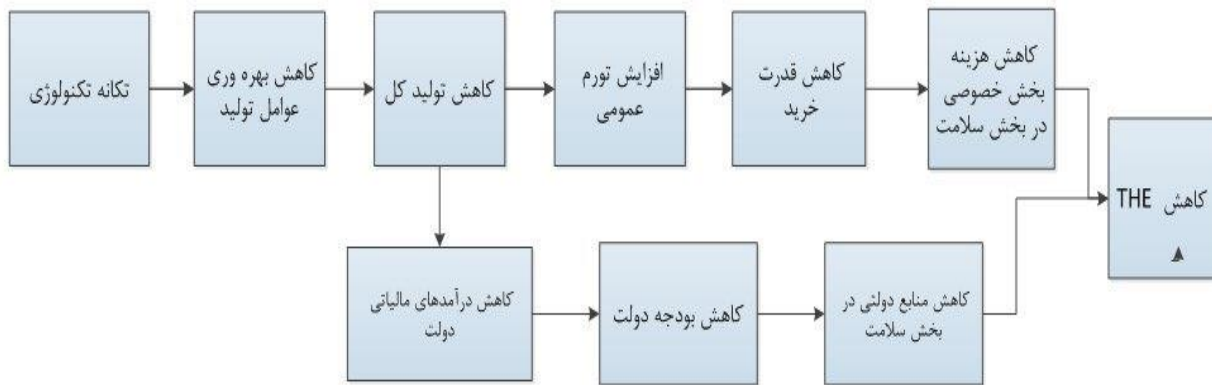 تکانه تکنولوژی
کاهش بهره وری
عوامل تولید
کاهش تولید کل
افزایش تورم
عمومی
کاهش قدرت
خرید
کاهش هزینه
بخش خصوصی
در بخش سلامت
کاهش THE
کاهش درآمدهای مالیاتی
دولت
کاهش بودجه دولت
کاهش منابع دولتی در
بخش سلامت